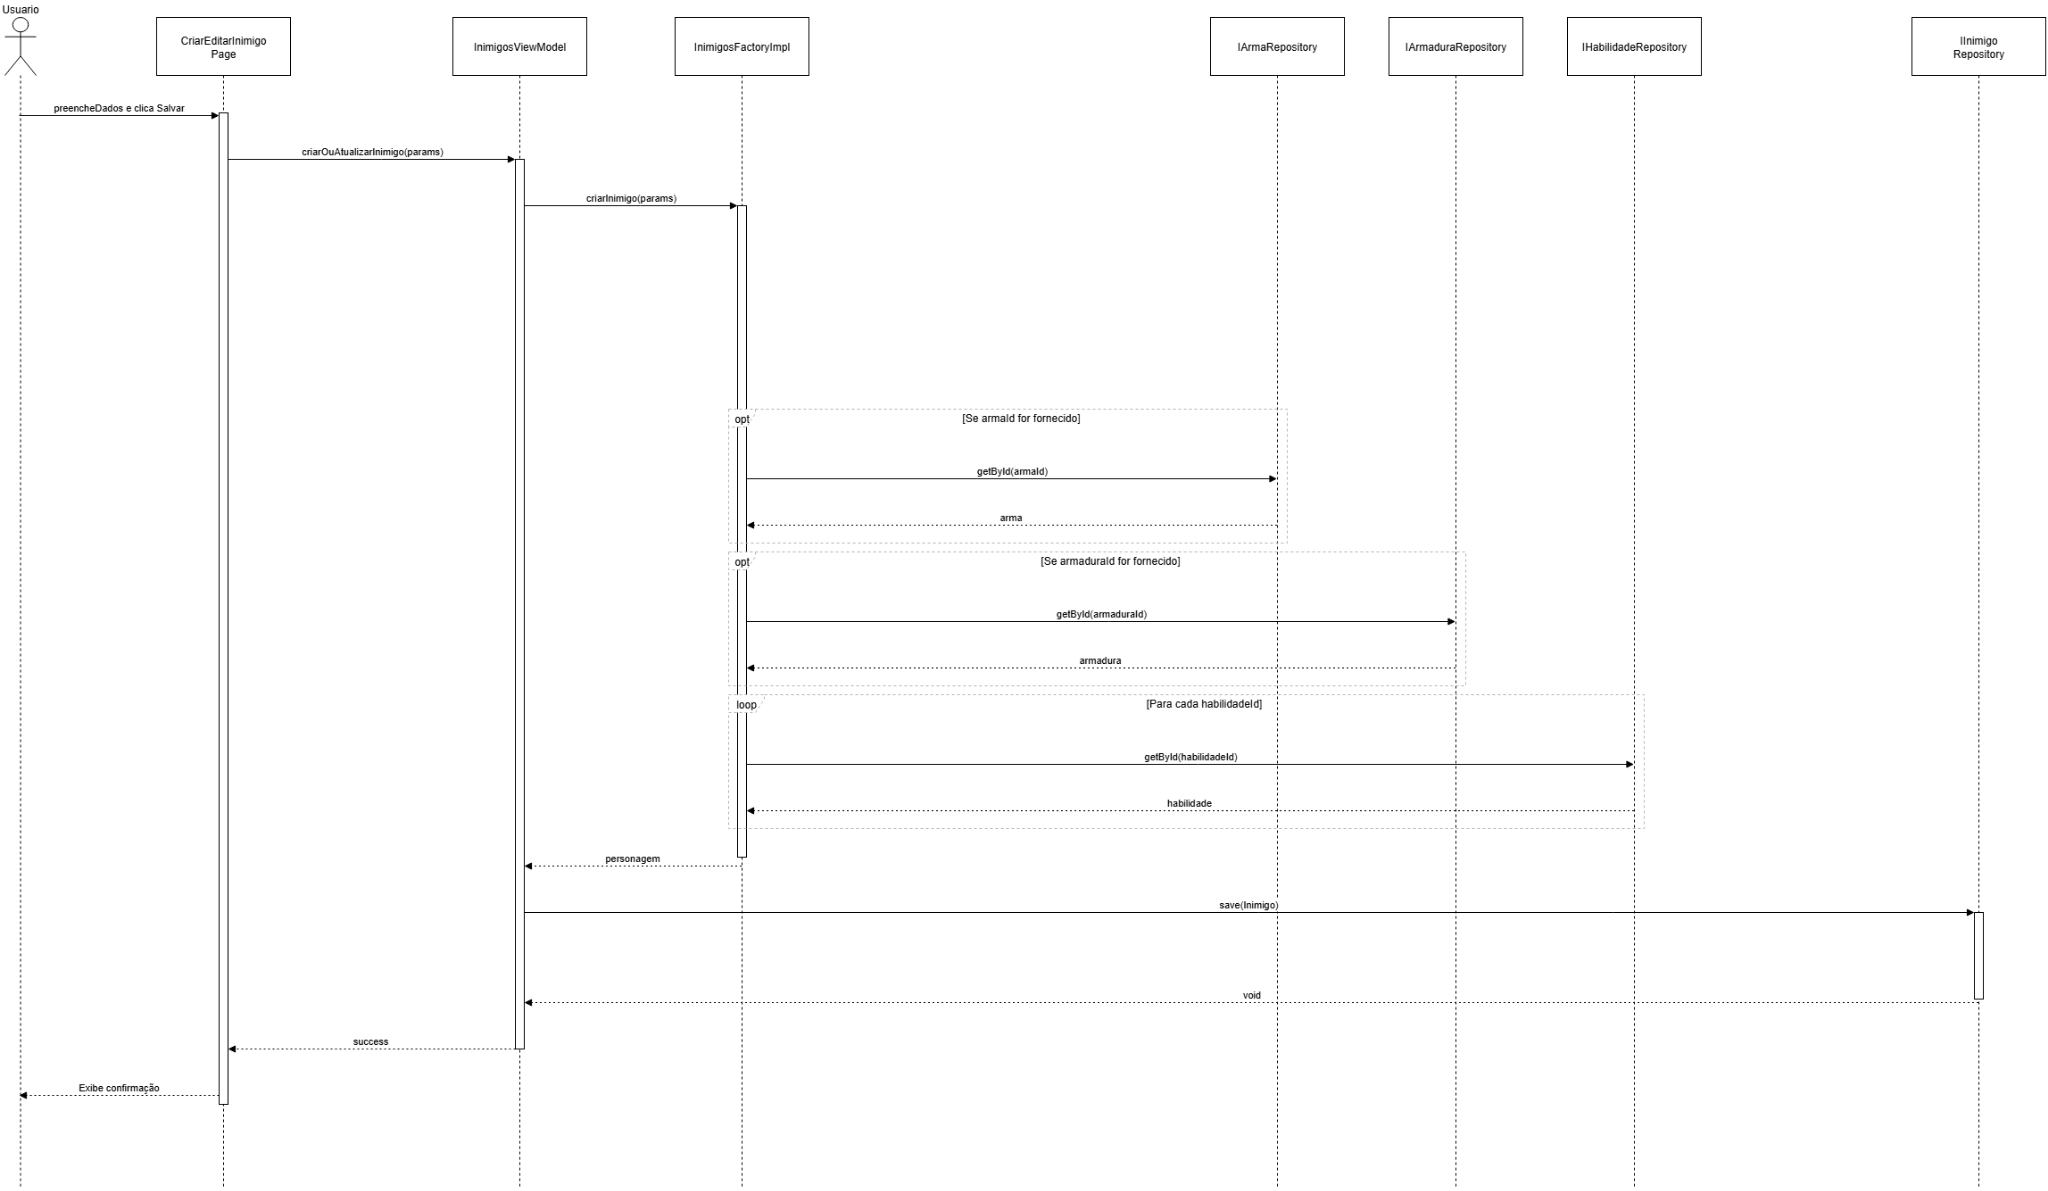 Usuario
CriarEditarInimigo
Page
InimigosViewModel
InimigosFactoryImpl
IArmaRepository
IArmaduraRepository
IHabilidadeRepository
IInimigo
Repository
preencheDados e clica Salvar
criarOuAtualizarInimigo(params)
criarInimigo(params)
opt
[Se armaId for fornecido]
getById(armaId)
arma
opt
[Se armaduraId for fornecido]
getById(armaduraId)
armadura
loop
[Para cada habilidadeId]
getById(habilidadeId)
habilidade
personagem
save(Inimigo)
void
success
Exibe confirmação